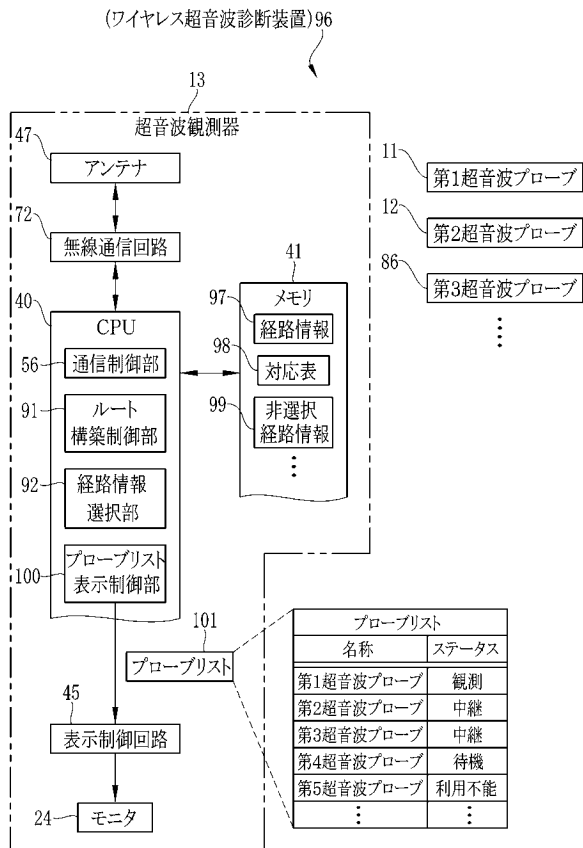 (ワイヤレス超音波診断装置)96
13
超音波観測器
47
アンテナ
72
無線通信回路
40
CPU
56
通信制御部
91
ルート
構築制御部
92
経路情報
選択部
100
プローブリスト
表示制御部
41
メモリ
97
経路情報
98
対応表
99
非選択
経路情報
11
第1超音波プローブ
12
第2超音波プローブ
86
第3超音波プローブ
101
プローブリスト
45
表示制御回路
24
モニタ
プローブリスト
名称 ステータス
第1超音波プローブ 観測
第2超音波プローブ 中継
第3超音波プローブ 中継
第4超音波プローブ 待機
第5超音波プローブ 利用不能